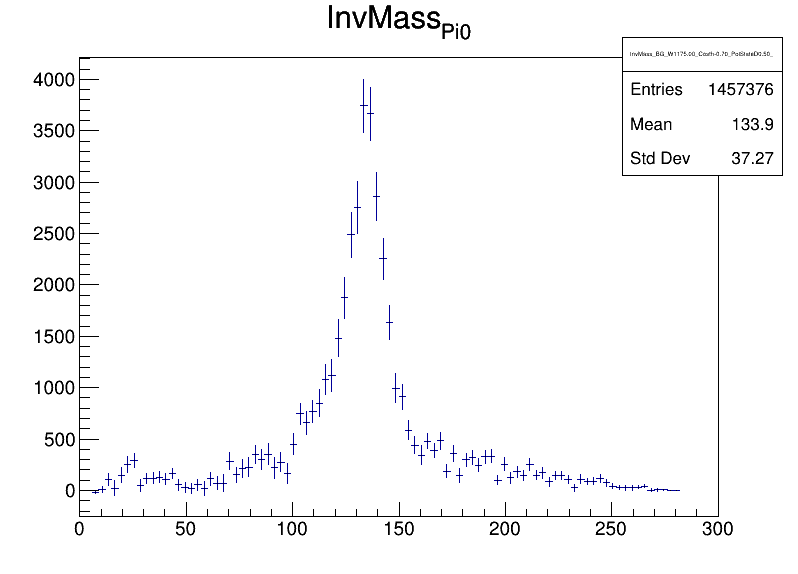 InvMass_Pi0
InvMass_BG_W1175.00_Costh-0.70_PolStateD0.50_
Entries 1457376
Mean 133.9
Std Dev 37.27
4000
3500
3000
2500
2000
1500
1000
500
0
0 50 100 150 200 250 300